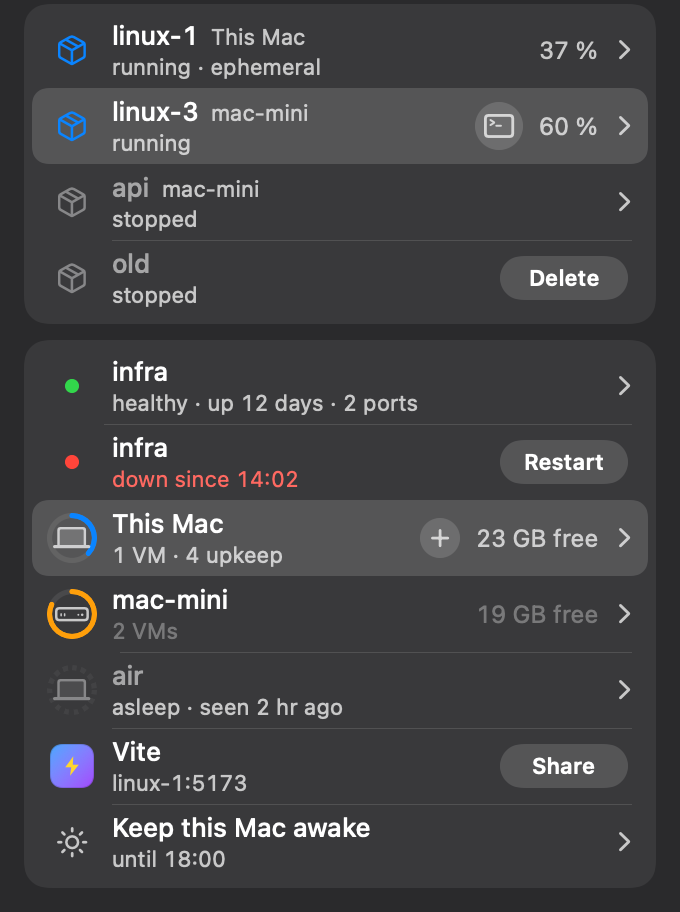 linux-1 This Mac
running · ephemeral
37 %
linux-3 mac-mini
running
60 %
api mac-mini
stopped
old
stopped
Delete
infra
healthy · up 12 days · 2 ports
infra
down since 14:02
Restart
This Mac
1 VM · 4 upkeep
23 GB free
mac-mini
2 VMs
19 GB free
air
asleep · seen 2 hr ago
Vite
linux-1:5173
Share
Keep this Mac awake
until 18:00